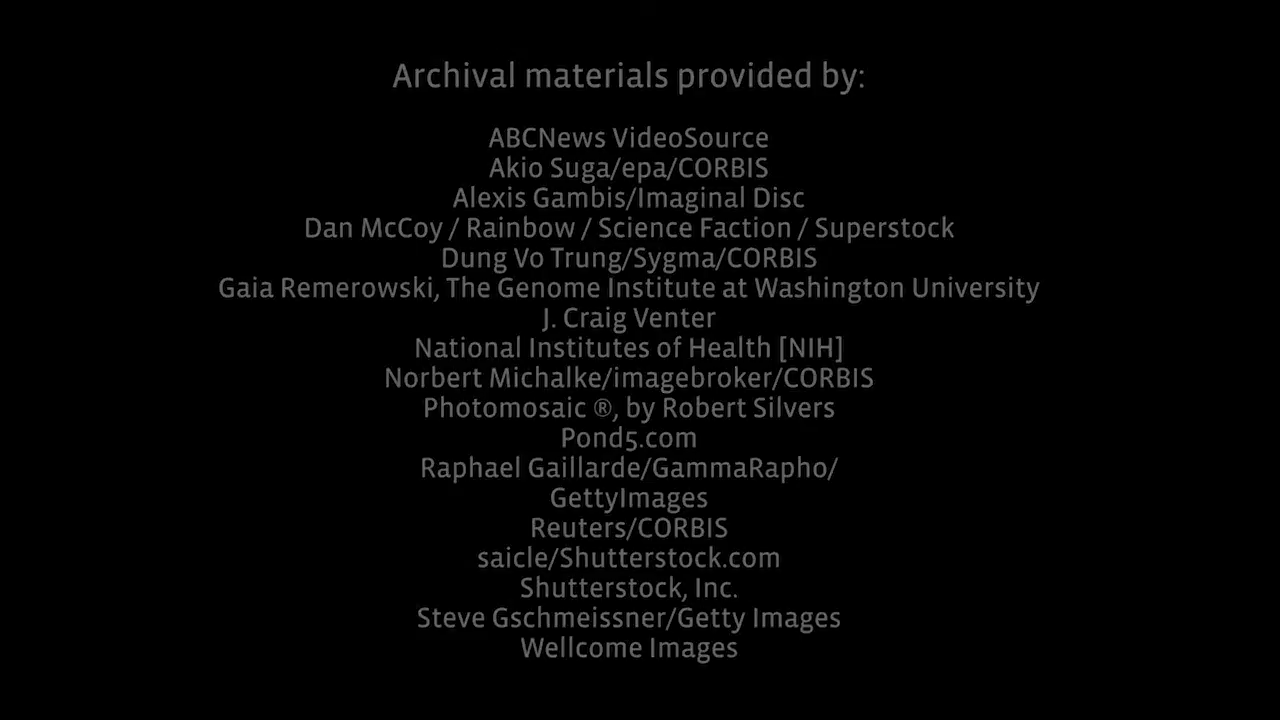 Archival materials provided by:
ABCNews VideoSource
Akio Suga/epa/CORBIS
Alexis Gambis/Imaginal Disc
Dan McCoy / Rainbow / Science Faction / Superstock
Dung Vo Trung/Sygma/CORBIS
Gaia Remerowski, The Genome Institute at Washington University
J. Craig Venter
National Institutes of Health [NIH]
Norbert Michalke/imagebroker/CORBIS
Photomosaic ®, by Robert Silvers
Pond5.com
Raphael Gaillarde/GammaRapho/
GettyImages
Reuters/CORBIS
saicle/Shutterstock.com
Shutterstock, Inc.
Steve Gschmeissner/Getty Images
Wellcome Images